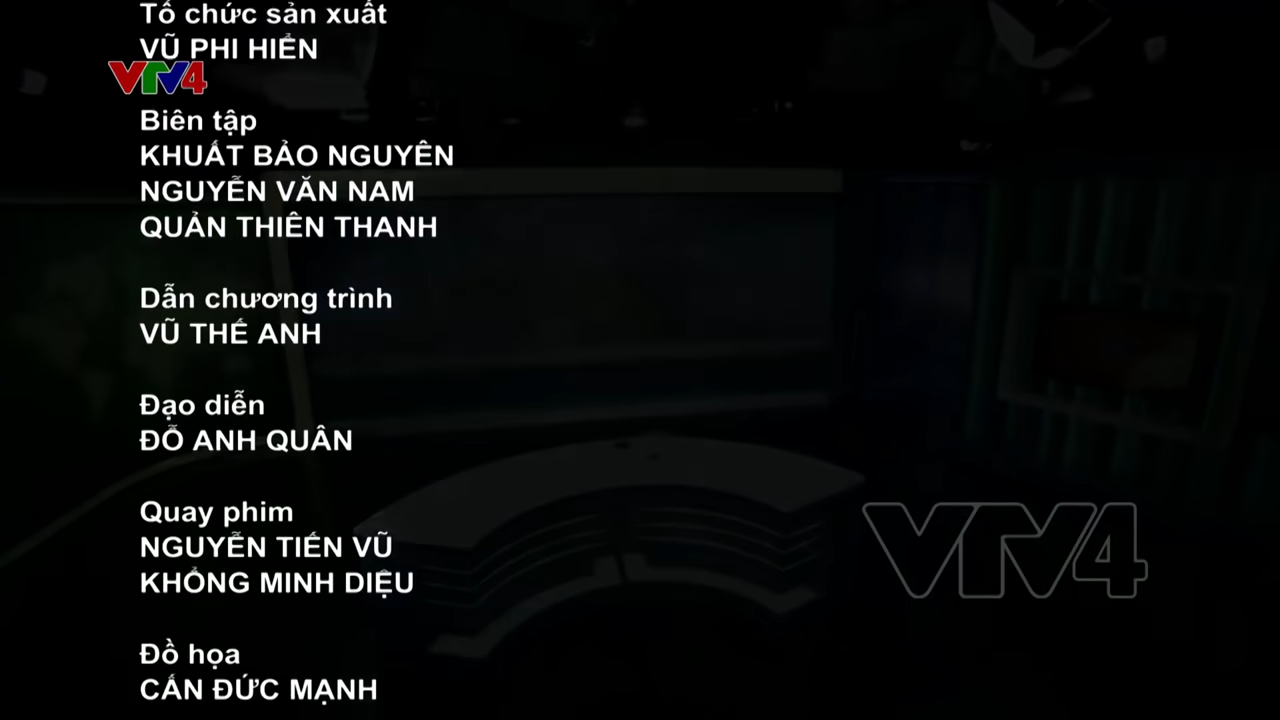 Tổ chức sản xuất
VŨ PHI HIỂN
VTV4
Biên tập
KHUẤT BẢO NGUYÊN
NGUYỄN VĂN NAM
QUẢN THIÊN THANH
Dẫn chương trình
VŨ THẾ ANH
Đạo diễn
ĐỖ ANH QUÂN
Quay phim
NGUYỄN TIẾN VŨ
KHỔNG MINH DIỆU
VTV4
Đồ họa
CẤN ĐỨC MẠNH